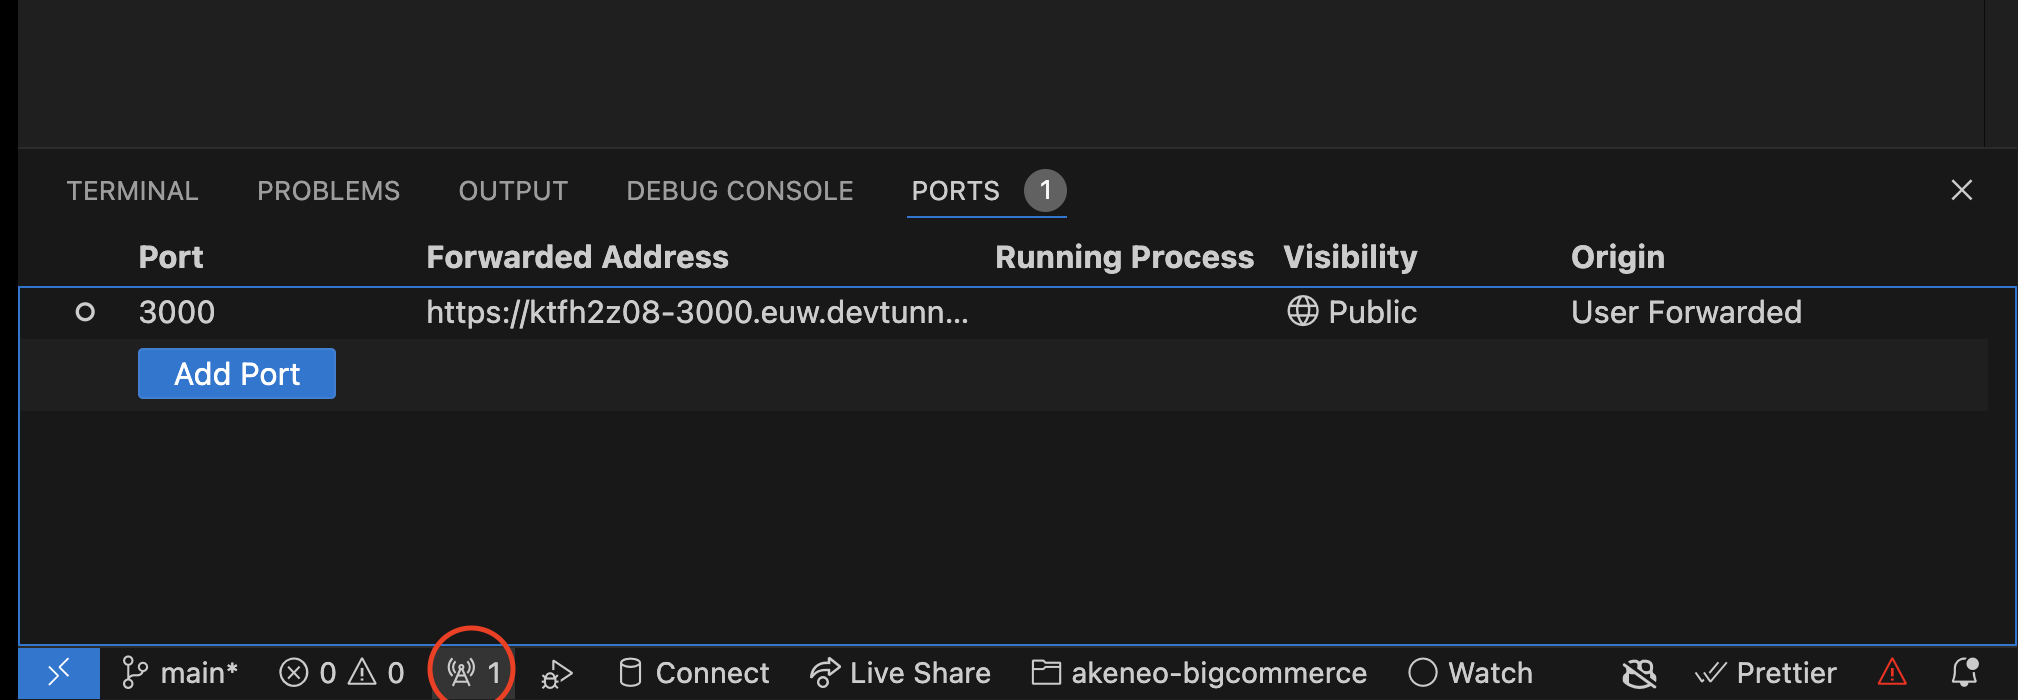 TERMINAL PROBLEMS OUTPUT DEBUG CONSOLE PORTS 1
Port Forwarded Address Running Process Visibility Origin
3000 https://ktfh2z08-3000.euw.devtunn... Public User Forwarded
Add Port
main* 0 0 1 Connect Live Share akeneo-bigcommerce Watch Prettier